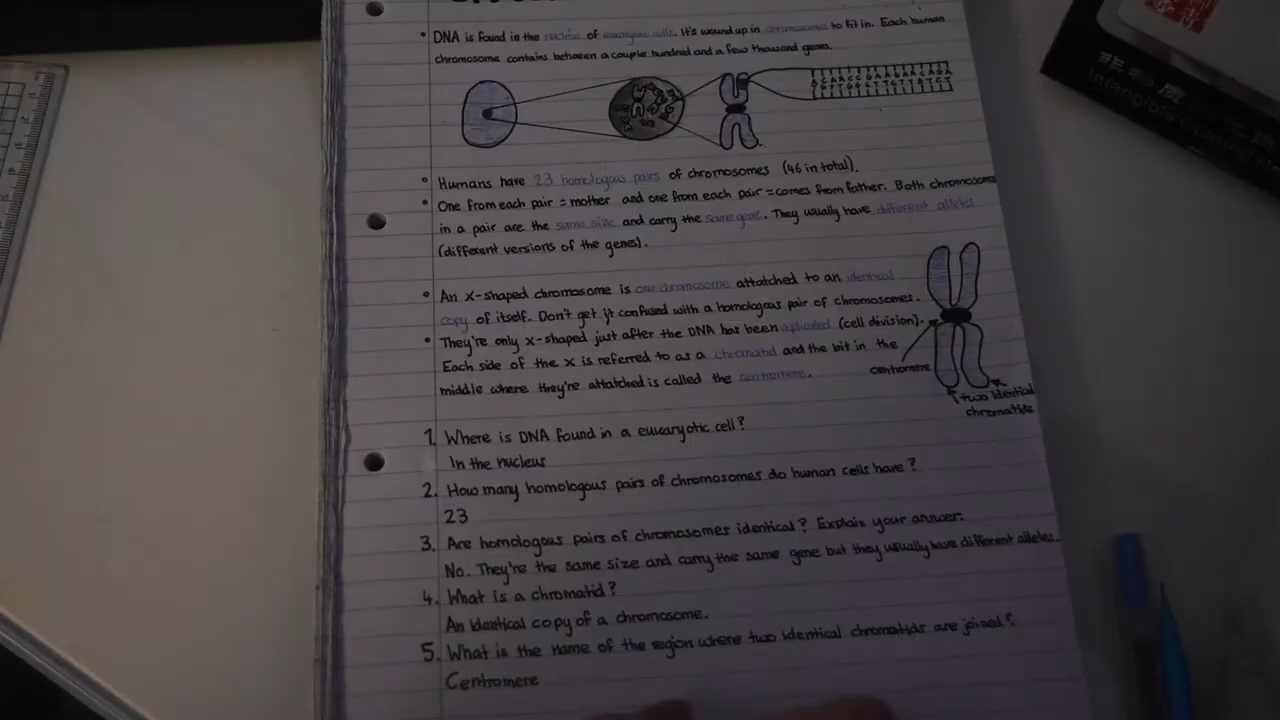 • DNA is found in the nucleus of eukaryotic cells. It's wound up in chromosomes to fit in. Each human
chromosome contains between a couple hundred and a few thousand genes.
• Humans have 23 homologous pairs of chromosomes (46 in total).
• One from each pair = mother and one from each pair = comes from father. Both chromosomes
in a pair are the same size and carry the same gene. They usually have different alleles
(different versions of the genes).
• An x-shaped chromosome is one chromosome attatched to an identical
copy of itself. Don't get it confused with a homologous pair of chromosomes.
• They're only x-shaped just after the DNA has been replicated (cell division).
Each side of the x is referred to as a chromatid and the bit in the
middle where they're attatched is called the centromere.
centromere
two identical
chromatids
1. Where is DNA found in a eukaryotic cell?
In the nucleus
2. How many homologous pairs of chromosomes do human cells have?
23
3. Are homologous pairs of chromosomes identical? Explain your answer.
No. They're the same size and carry the same gene but they usually have different alleles.
4. What is a chromatid?
An identical copy of a chromosome.
5. What is the name of the region where two identical chromatids are joined?
Centromere